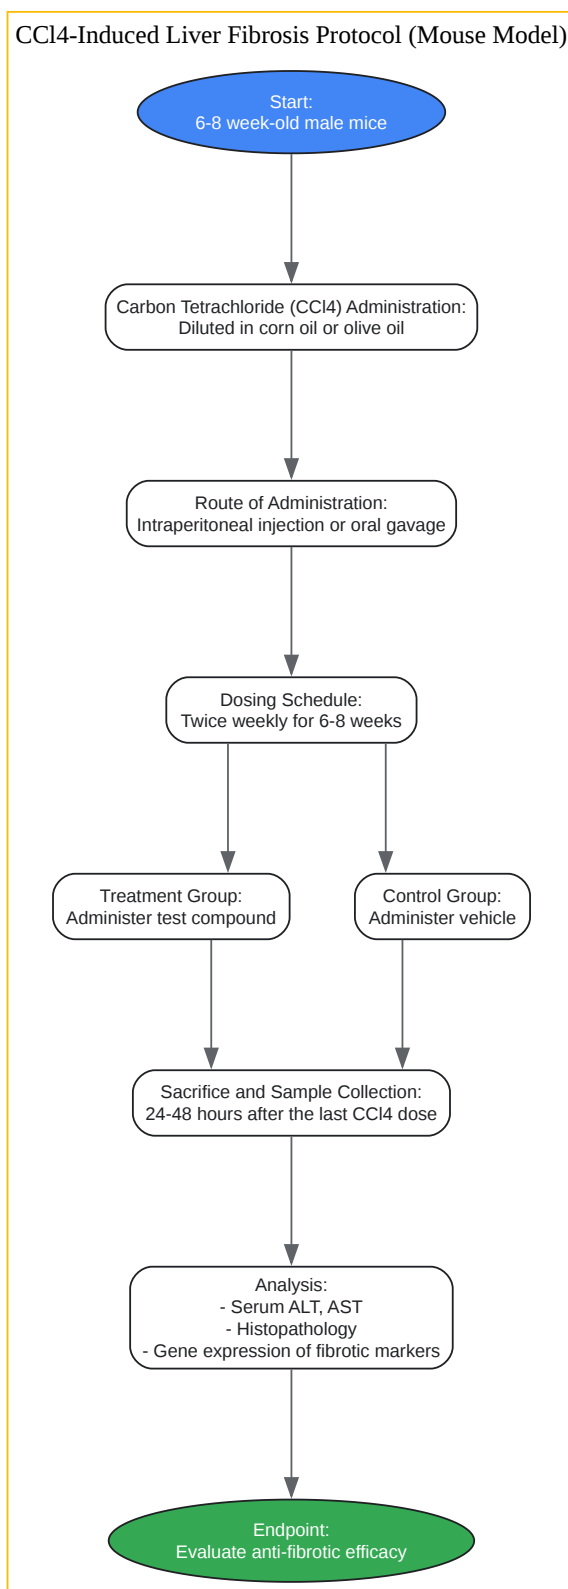 CCl4-Induced Liver Fibrosis Protocol (Mouse Model)
Start:
6-8 week-old male mice
Carbon Tetrachloride (CCl4) Administration:
Diluted in corn oil or olive oil
Route of Administration:
Intraperitoneal injection or oral gavage
Dosing Schedule:
Twice weekly for 6-8 weeks
Treatment Group:
Administer test compound
Control Group:
Administer vehicle
Sacrifice and Sample Collection:
24-48 hours after the last CCl4 dose
Analysis:
- Serum ALT, AST
- Histopathology
- Gene expression of fibrotic markers
Endpoint:
Evaluate anti-fibrotic efficacy